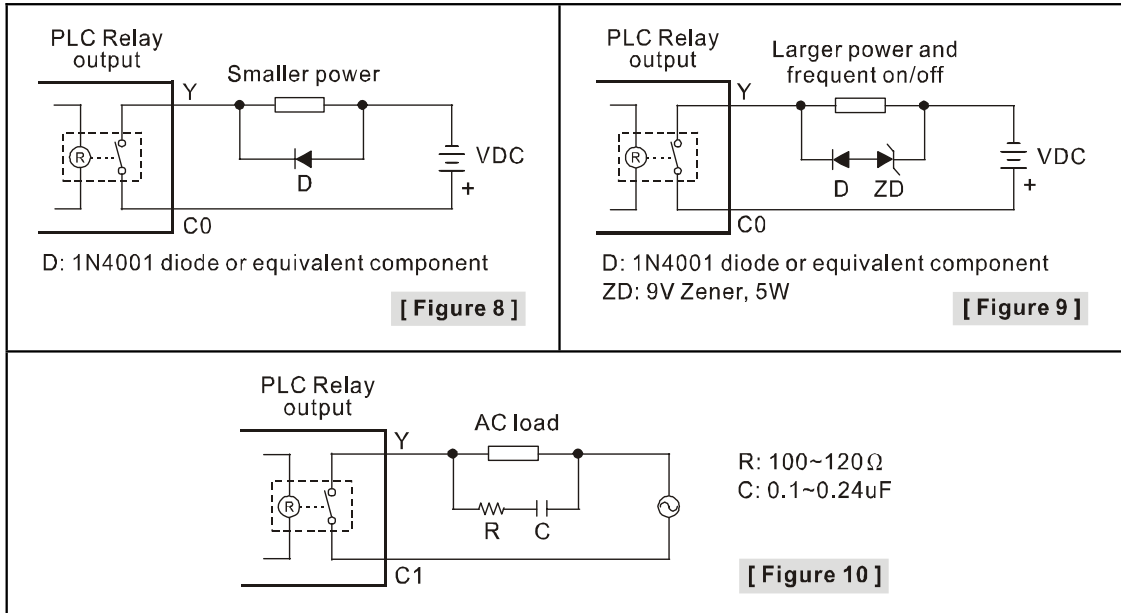 PLC Relay
output
Smaller power
Y
R
D
VDC
+
C0
D: 1N4001 diode or equivalent component
[ Figure 8 ]
PLC Relay
output
Larger power and
frequent on/off
Y
R
D ZD
VDC
+
C0
D: 1N4001 diode or equivalent component
ZD: 9V Zener, 5W
[ Figure 9 ]
PLC Relay
output
AC load
Y
R
R C
C1
R: 100~120Ω
C: 0.1~0.24uF
[ Figure 10 ]